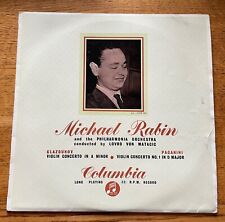 Michael Rabin
and the PHILHARMONIA ORCHESTRA
conducted by LOVRO VON MATACIC
GLAZOUNOV
VIOLIN CONCERTO IN A MINOR
PAGANINI
VIOLIN CONCERTO NO.1 IN D MAJOR
Columbia
LONG PLAYING 33⅓ R.P.M. RECORD